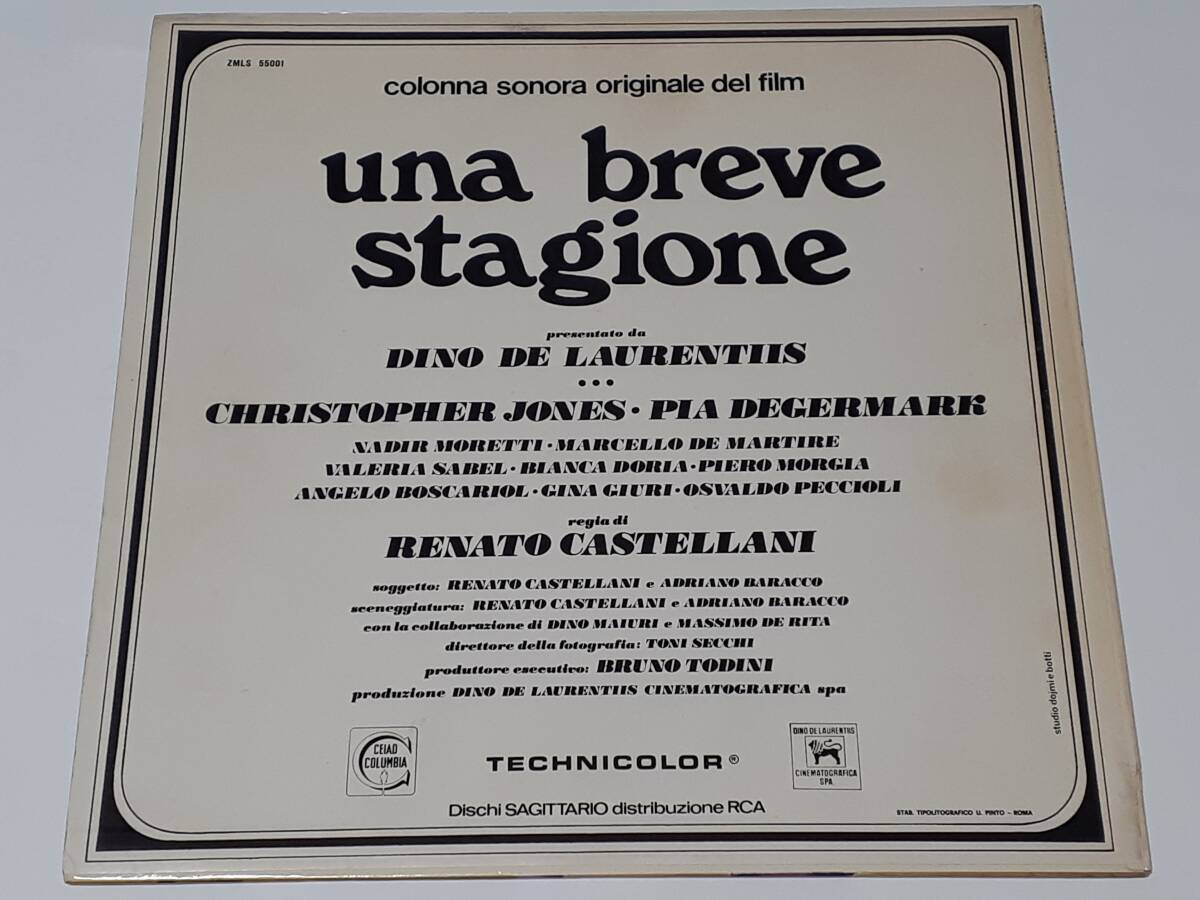 ZMLS 55001
colonna sonora originale del film
una breve
stagione
presentato da
DINO DE LAURENTIIS
•••
CHRISTOPHER JONES • PIA DEGERMARK
NADIR MORETTI • MARCELLO DE MARTIRE
VALERIA SABEL • BIANCA DORIA • PIERO MORGIA
ANGELO BOSCARIOL • GINA GIURI • OSVALDO PECCIOLI
regia di
RENATO CASTELLANI
soggetto: RENATO CASTELLANI e ADRIANO BARACCO
sceneggiatura: RENATO CASTELLANI e ADRIANO BARACCO
con la collaborazione di DINO MAIURI e MASSIMO DE RITA
direttore della fotografia: TONI SECCHI
produttore esecutivo: BRUNO TODINI
produzione DINO DE LAURENTIIS CINEMATOGRAFICA spa
studio dojmi e botti
CEIAD
COLUMBIA
TECHNICOLOR®
DINO DE LAURENTIIS
CINEMATOGRAFICA
SPA.
Dischi SAGITTARIO distribuzione RCA
STAB. TIPOLITOGRAFICO U. PINTO - ROMA